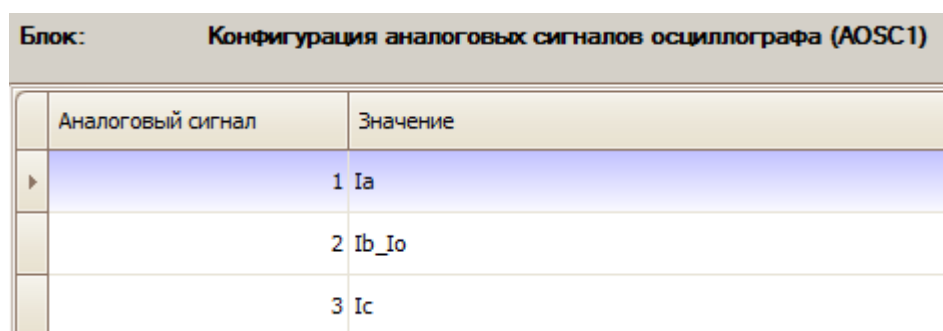 Блок: Конфигурация аналоговых сигналов осциллографа (AOSC1)
Аналоговый сигнал Значение
1 Ia
2 Ib_Io
3 Ic